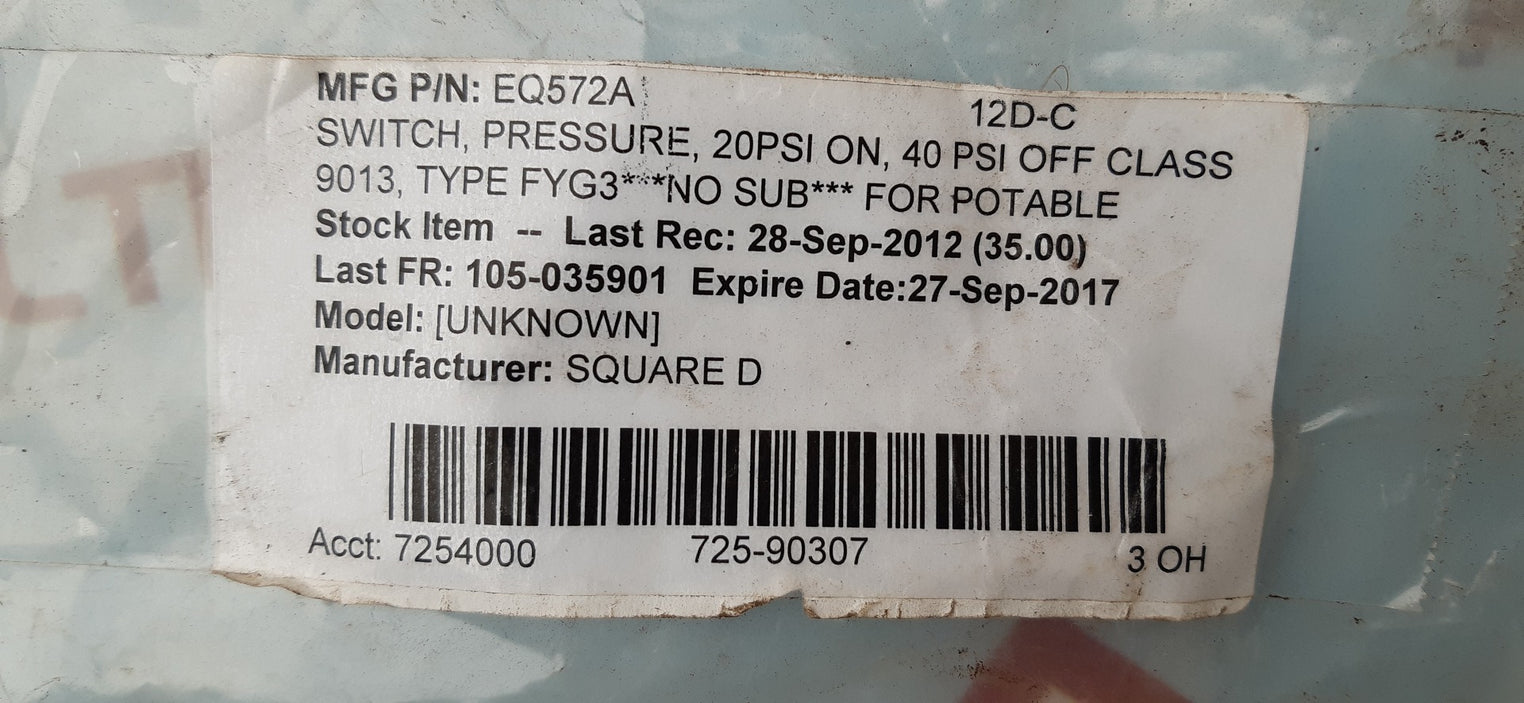 MFG P/N: EQ572A
12D-C
SWITCH, PRESSURE, 20PSI ON, 40 PSI OFF CLASS
9013, TYPE FYG3***NO SUB*** FOR POTABLE
Stock Item -- Last Rec: 28-Sep-2012 (35.00)
Last FR: 105-035901 Expire Date:27-Sep-2017
Model: [UNKNOWN]
Manufacturer: SQUARE D
Acct: 7254000 725-90307 3 OH